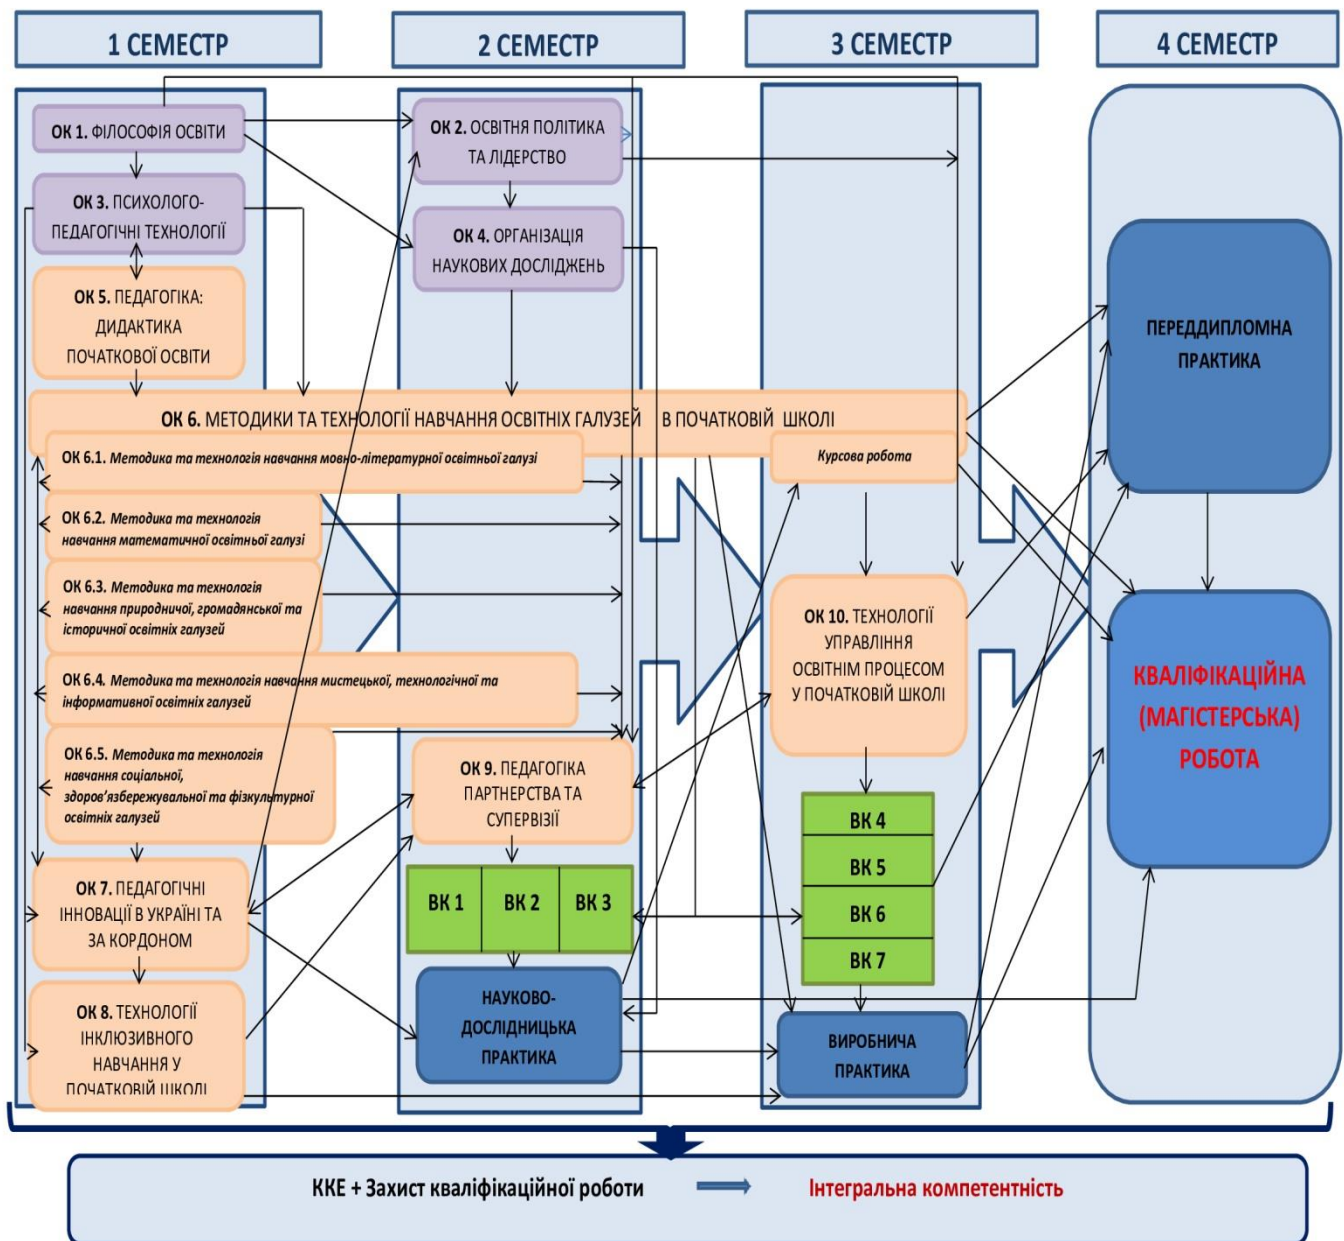 1 СЕМЕСТР
2 СЕМЕСТР
3 СЕМЕСТР
4 СЕМЕСТР
ОК 1. ФІЛОСОФІЯ ОСВІТИ
ОК 3. ПСИХОЛОГО-
ПЕДАГОГІЧНІ ТЕХНОЛОГІЇ
ОК 5. ПЕДАГОГІКА:
ДИДАКТИКА
ПОЧАТКОВОЇ ОСВІТИ
ОК 2. ОСВІТНЯ ПОЛІТИКА
ТА ЛІДЕРСТВО
ОК 4. ОРГАНІЗАЦІЯ
НАУКОВИХ ДОСЛІДЖЕНЬ
ОК 6. МЕТОДИКИ ТА ТЕХНОЛОГІЇ НАВЧАННЯ ОСВІТНІХ ГАЛУЗЕЙ В ПОЧАТКОВІЙ ШКОЛІ
ОК 6.1. Методика та технологія навчання мовно-літературної освітньої галузі
ОК 6.2. Методика та технологія
навчання математичної освітньої галузі
ОК 6.3. Методика та технологія
навчання природничої, громадянської та
історичної освітніх галузей
ОК 6.4. Методика та технологія навчання мистецької, технологічної та
інформативної освітніх галузей
ОК 6.5. Методика та технологія
навчання соціальної,
здоров'язбережувальної та фізкультурної
освітніх галузей
ОК 7. ПЕДАГОГІЧНІ
ІННОВАЦІЇ В УКРАЇНІ ТА
ЗА КОРДОНОМ
ОК 8. ТЕХНОЛОГІЇ
ІНКЛЮЗИВНОГО
НАВЧАННЯ У
ПОЧАТКОВІЙ ШКОЛІ
ОК 9. ПЕДАГОГІКА
ПАРТНЕРСТВА ТА
СУПЕРВІЗІЇ
ВК 1
ВК 2
ВК 3
НАУКОВО-
ДОСЛІДНИЦЬКА
ПРАКТИКА
Курсова робота
ОК 10. ТЕХНОЛОГІЇ
УПРАВЛІННЯ
ОСВІТНІМ ПРОЦЕСОМ
У ПОЧАТКОВІЙ ШКОЛІ
ВК 4
ВК 5
ВК 6
ВК 7
ВИРОБНИЧА
ПРАКТИКА
ПЕРЕДДИПЛОМНА
ПРАКТИКА
КВАЛІФІКАЦІЙНА
(МАГІСТЕРСЬКА)
РОБОТА
ККЕ + Захист кваліфікаційної роботи Інтегральна компетентність